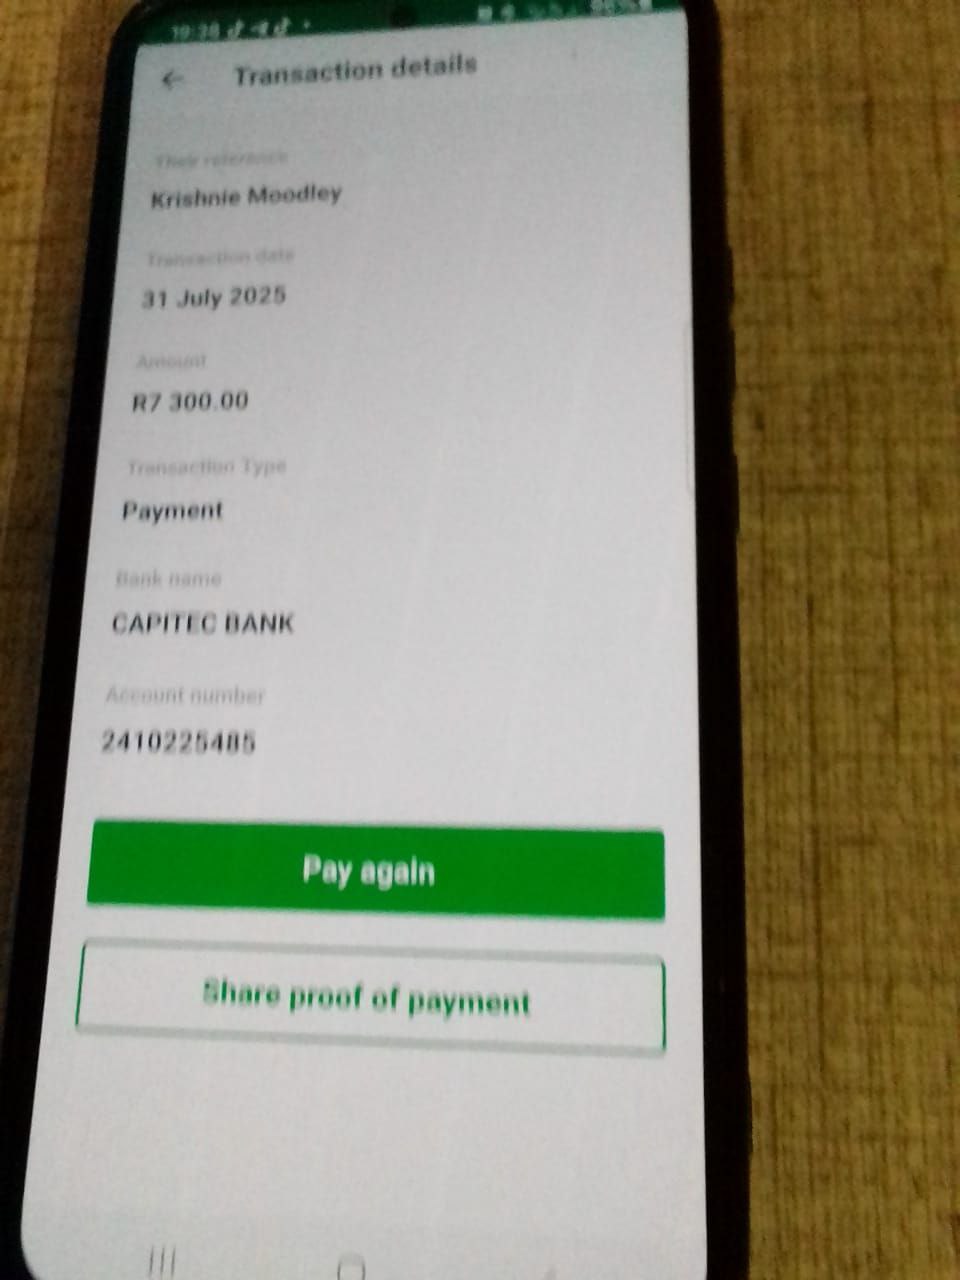 19:38
Transaction details
Their reference
Krishnie Moodley
Transaction date
31 July 2025
Amount
R7 300.00
Transaction Type
Payment
Bank name
CAPITEC BANK
Account number
2410225485
Pay again
Share proof of payment